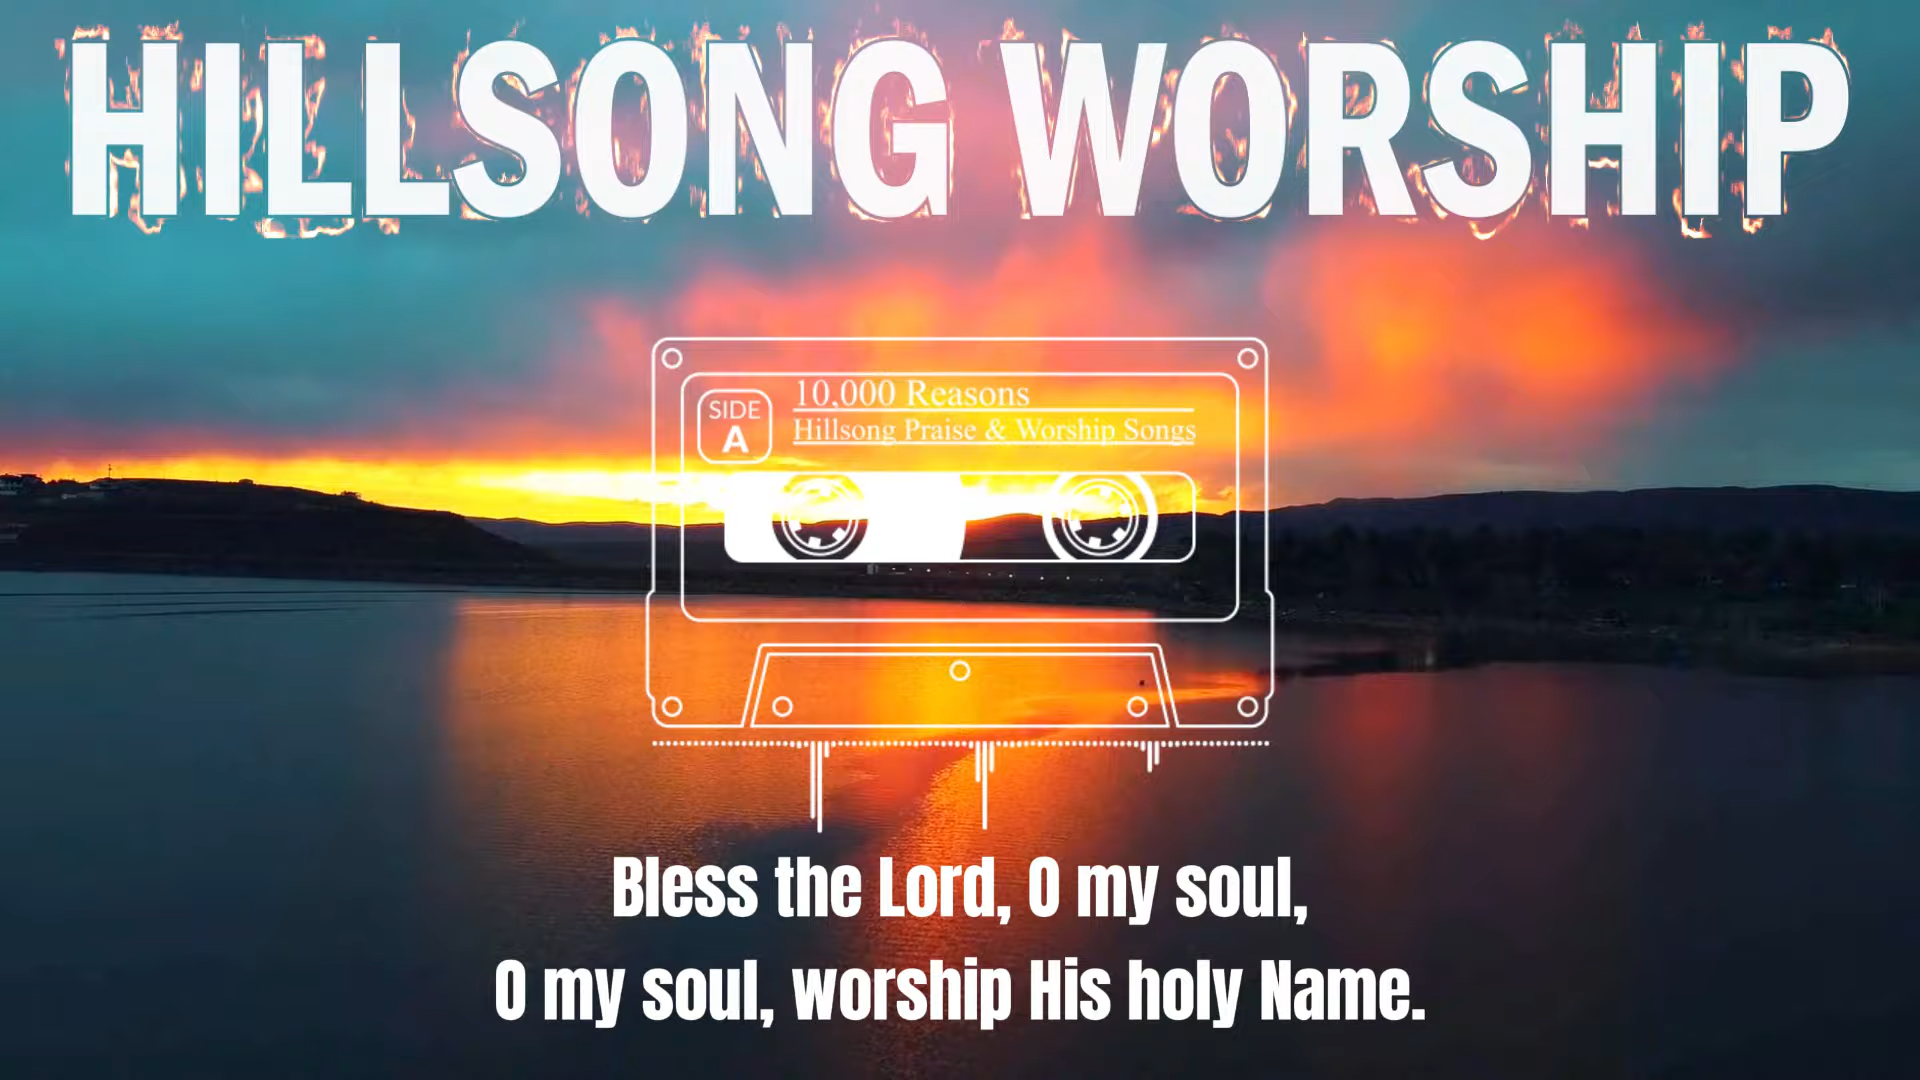 HILLSONG WORSHIP
SIDE
A
10,000 Reasons
Hillsong Praise & Worship Songs
Bless the Lord, O my soul,
O my soul, worship His holy Name.